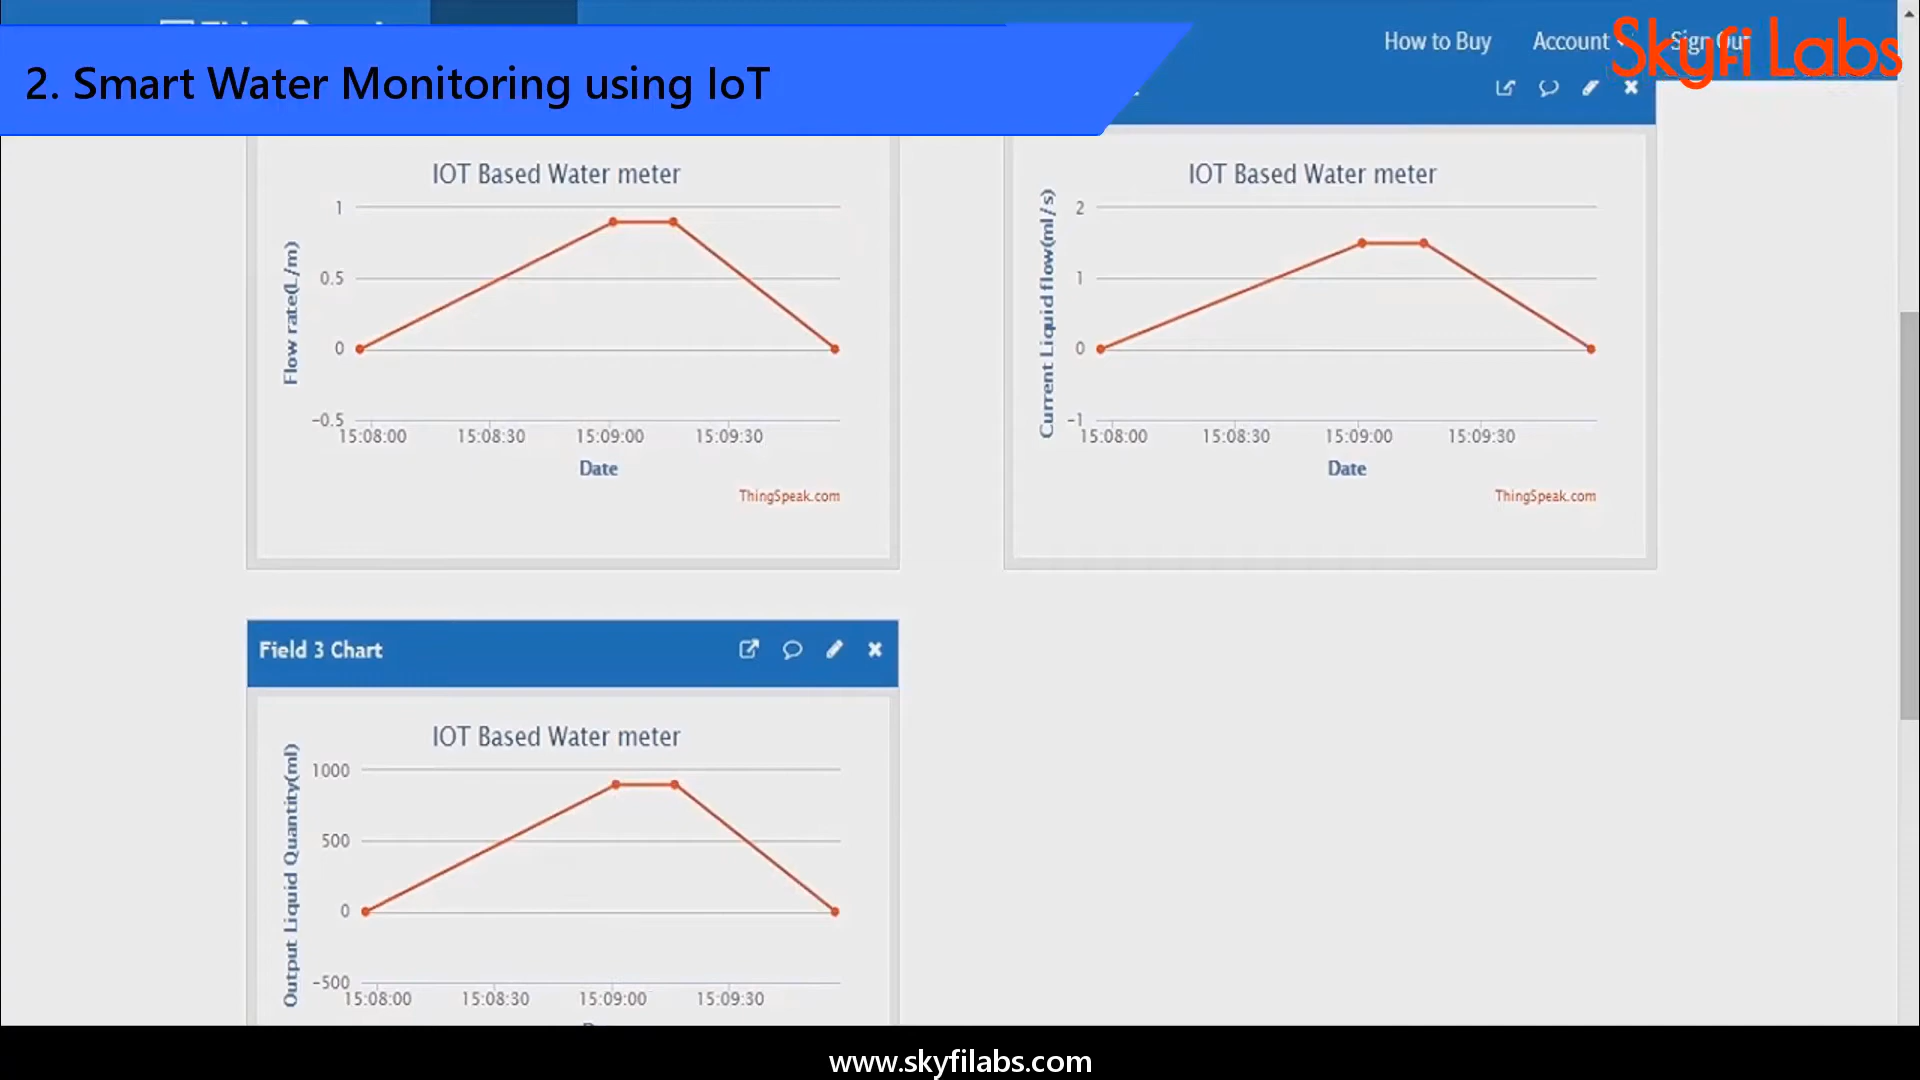 How to Buy Account Sign Out
Skyfi Labs
2. Smart Water Monitoring using IoT
IOT Based Water meter
Flow rate(L/m)
1
0.5
0
-0.5
15:08:00 15:08:30 15:09:00 15:09:30
Date
ThingSpeak.com
IOT Based Water meter
Current Liquid flow(ml/s)
2
1
0
-1
15:08:00 15:08:30 15:09:00 15:09:30
Date
ThingSpeak.com
Field 3 Chart
IOT Based Water meter
Output Liquid Quantity(ml)
1000
500
0
-500
15:08:00 15:08:30 15:09:00 15:09:30
www.skyfilabs.com